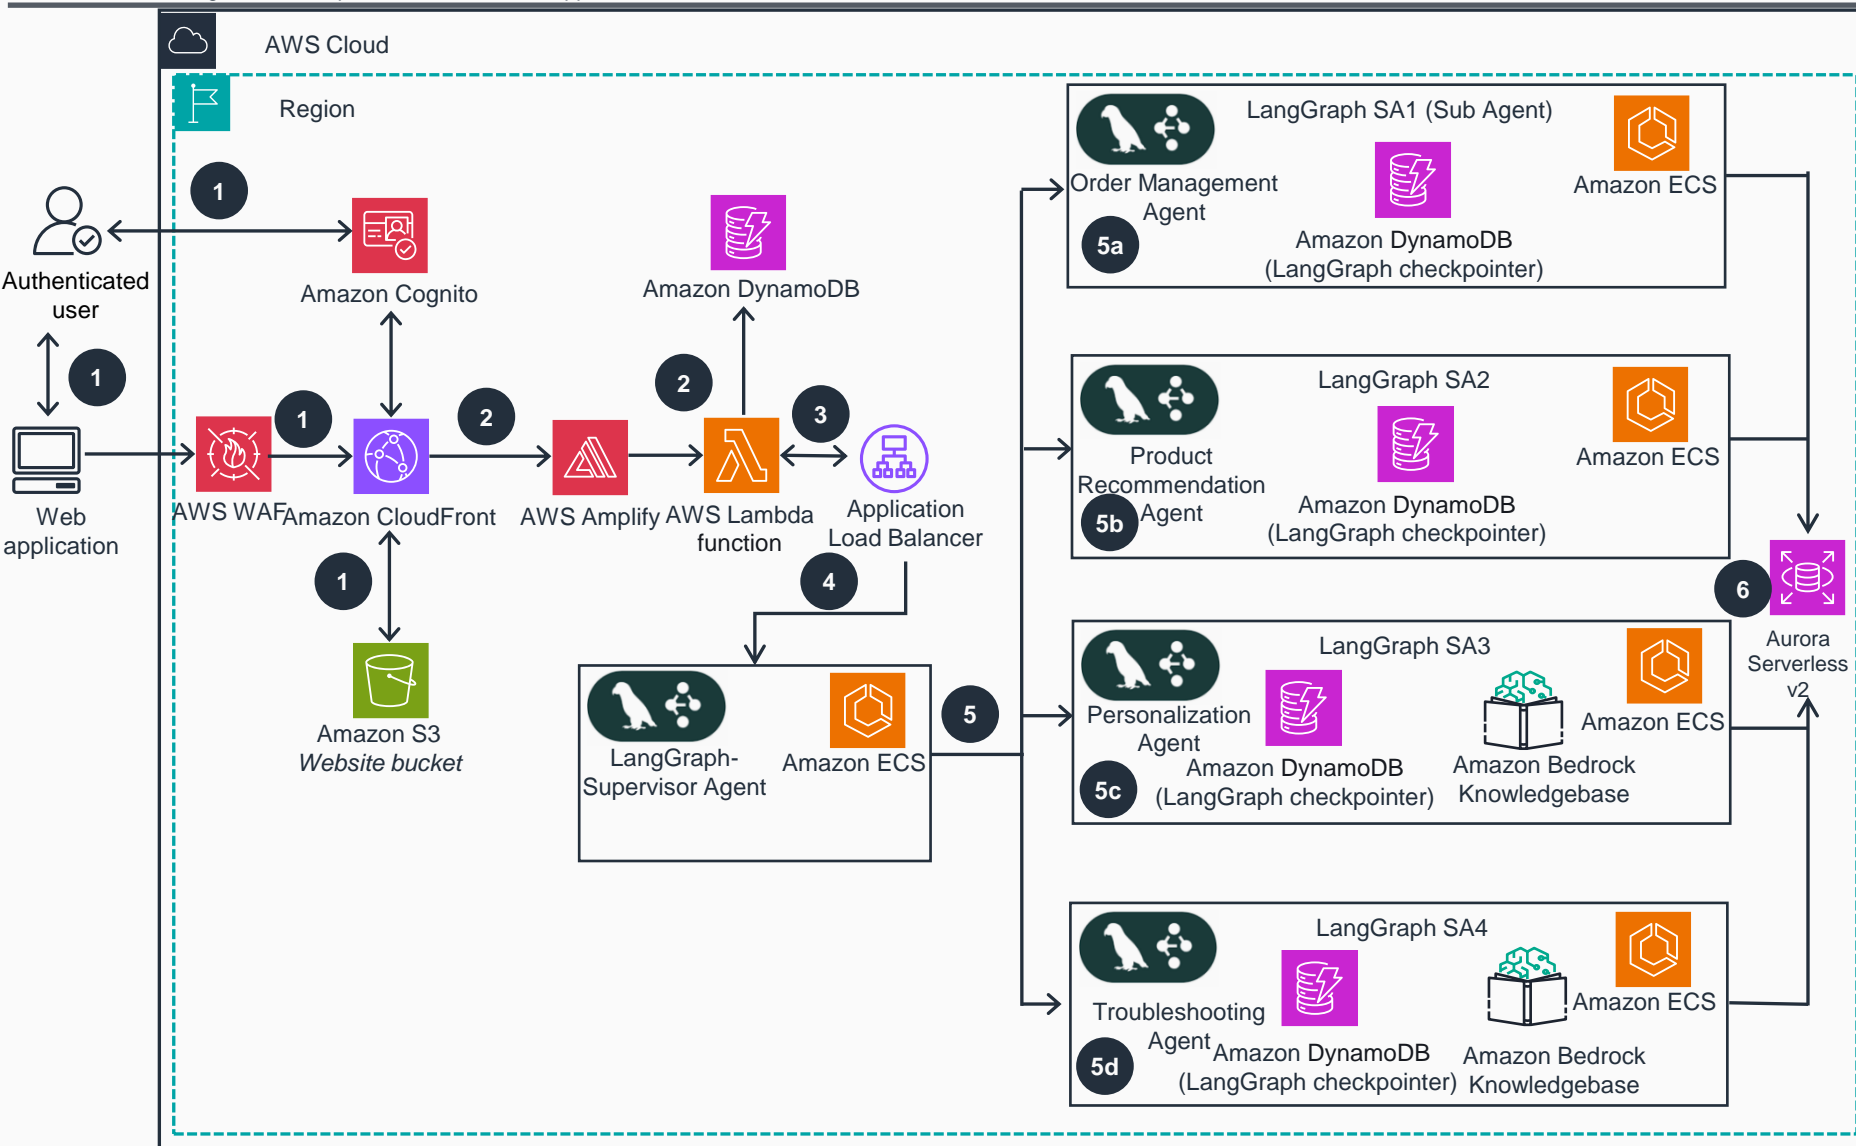 AWS Cloud
Region
1
Authenticated
user
1
Web
application
Amazon Cognito
AWS WAF
1
Amazon CloudFront
1
Amazon S3
Website bucket
2
AWS Amplify
Amazon DynamoDB
2
AWS Lambda
function
3
Application
Load Balancer
4
LangGraph-
Supervisor Agent
Amazon ECS
5
LangGraph SA1 (Sub Agent)
Order Management
Agent
5a
Amazon DynamoDB
(LangGraph checkpointer)
Amazon ECS
LangGraph SA2
Product
Recommendation
Agent
5b
Amazon DynamoDB
(LangGraph checkpointer)
Amazon ECS
LangGraph SA3
Personalization
Agent
5c
Amazon DynamoDB
(LangGraph checkpointer)
Amazon Bedrock
Knowledgebase
Amazon ECS
LangGraph SA4
Troubleshooting
Agent
5d
Amazon DynamoDB
(LangGraph checkpointer)
Amazon Bedrock
Knowledgebase
Amazon ECS
6
Aurora
Serverless
v2